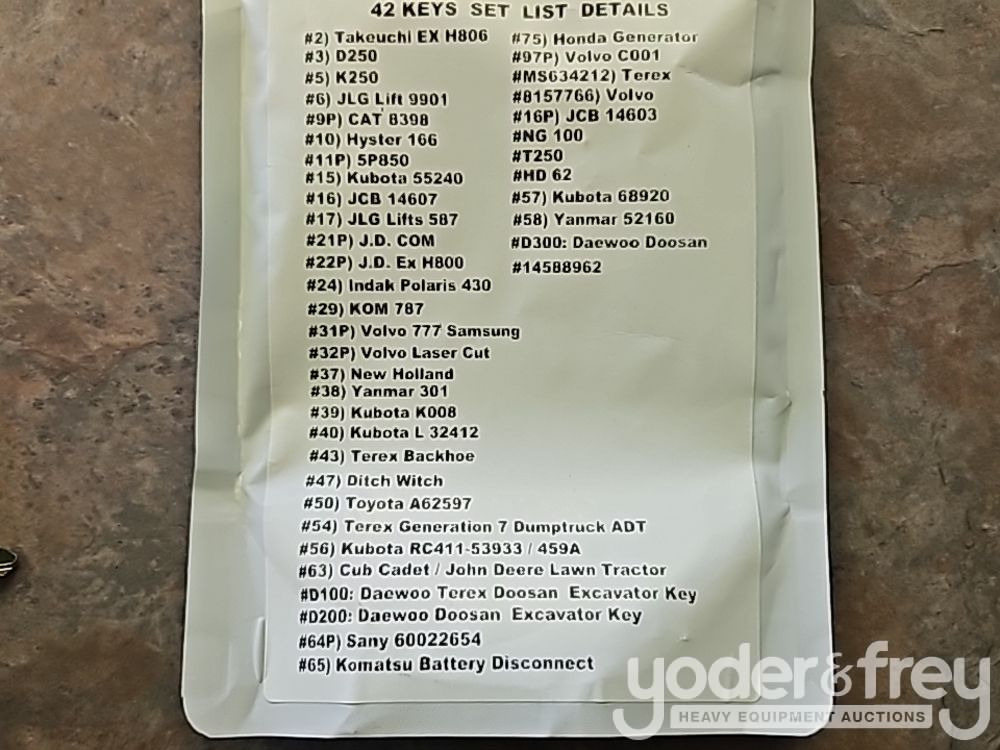 42 KEYS SET LIST DETAILS
#2) Takeuchi EX H806
#3) D250
#5) K250
#6) JLG Lift 9901
#9P) CAT 8398
#10) Hyster 166
#11P) 5P850
#15) Kubota 55240
#16) JCB 14607
#17) JLG Lifts 587
#21P) J.D. COM
#22P) J.D. Ex H800
#24) Indak Polaris 430
#29) KOM 787
#31P) Volvo 777 Samsung
#32P) Volvo Laser Cut
#37) New Holland
#38) Yanmar 301
#39) Kubota K008
#40) Kubota L 32412
#43) Terex Backhoe
#47) Ditch Witch
#50) Toyota A62597
#54) Terex Generation 7 Dumptruck ADT
#56) Kubota RC411-53933 / 459A
#63) Cub Cadet / John Deere Lawn Tractor
#D100: Daewoo Terex Doosan Excavator Key
#D200: Daewoo Doosan Excavator Key
#64P) Sany 60022654
#65) Komatsu Battery Disconnect
#75) Honda Generator
#97P) Volvo C001
#MS634212) Terex
#8157766) Volvo
#16P) JCB 14603
#NG 100
#T250
#HD 62
#57) Kubota 68920
#58) Yanmar 52160
#D300: Daewoo Doosan
#14588962
yoder&frey
HEAVY EQUIPMENT AUCTIONS